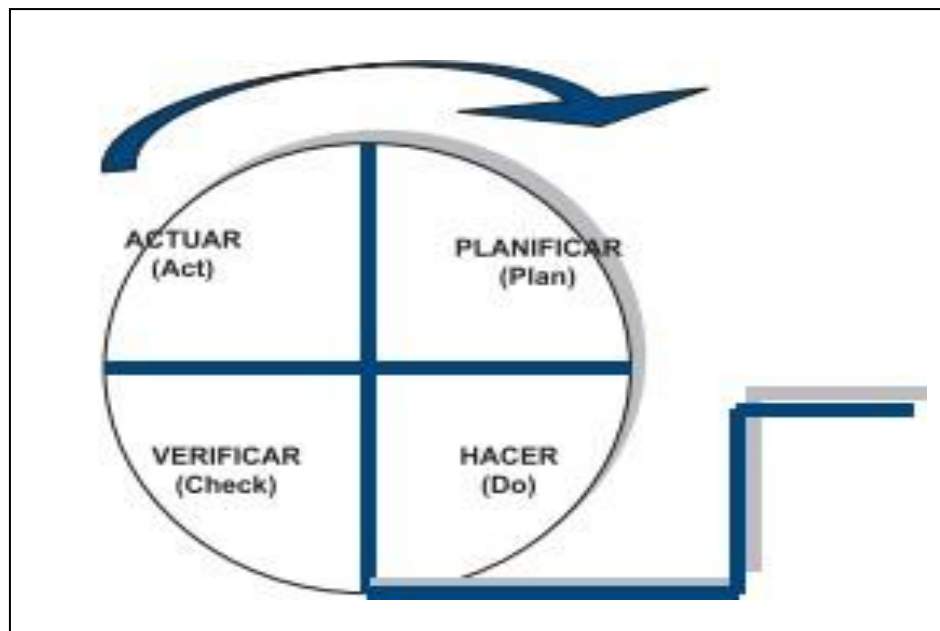 ACTUAR
(Act)
PLANIFICAR
(Plan)
VERIFICAR
(Check)
HACER
(Do)